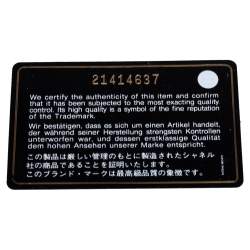 21414637
We certify the authenticity of this item and confirm
that it has been subjected to the most exacting quality
control. Its high quality is a symbol of the fine reputation
of the Trademark.
Wir bestätigen, dass es sich um einen Artikel handelt,
der während seiner Herstellung strengsten Kontrollen
unterworfen war, und dessen erstklassige Qualität
dem hohen Ansehen unserer Marke entspricht.
この製品は厳しい管理のもとに製造されたシャネル
社の商品であることを証明いたします。
このブランド・マークは最高級品質の象徴です。